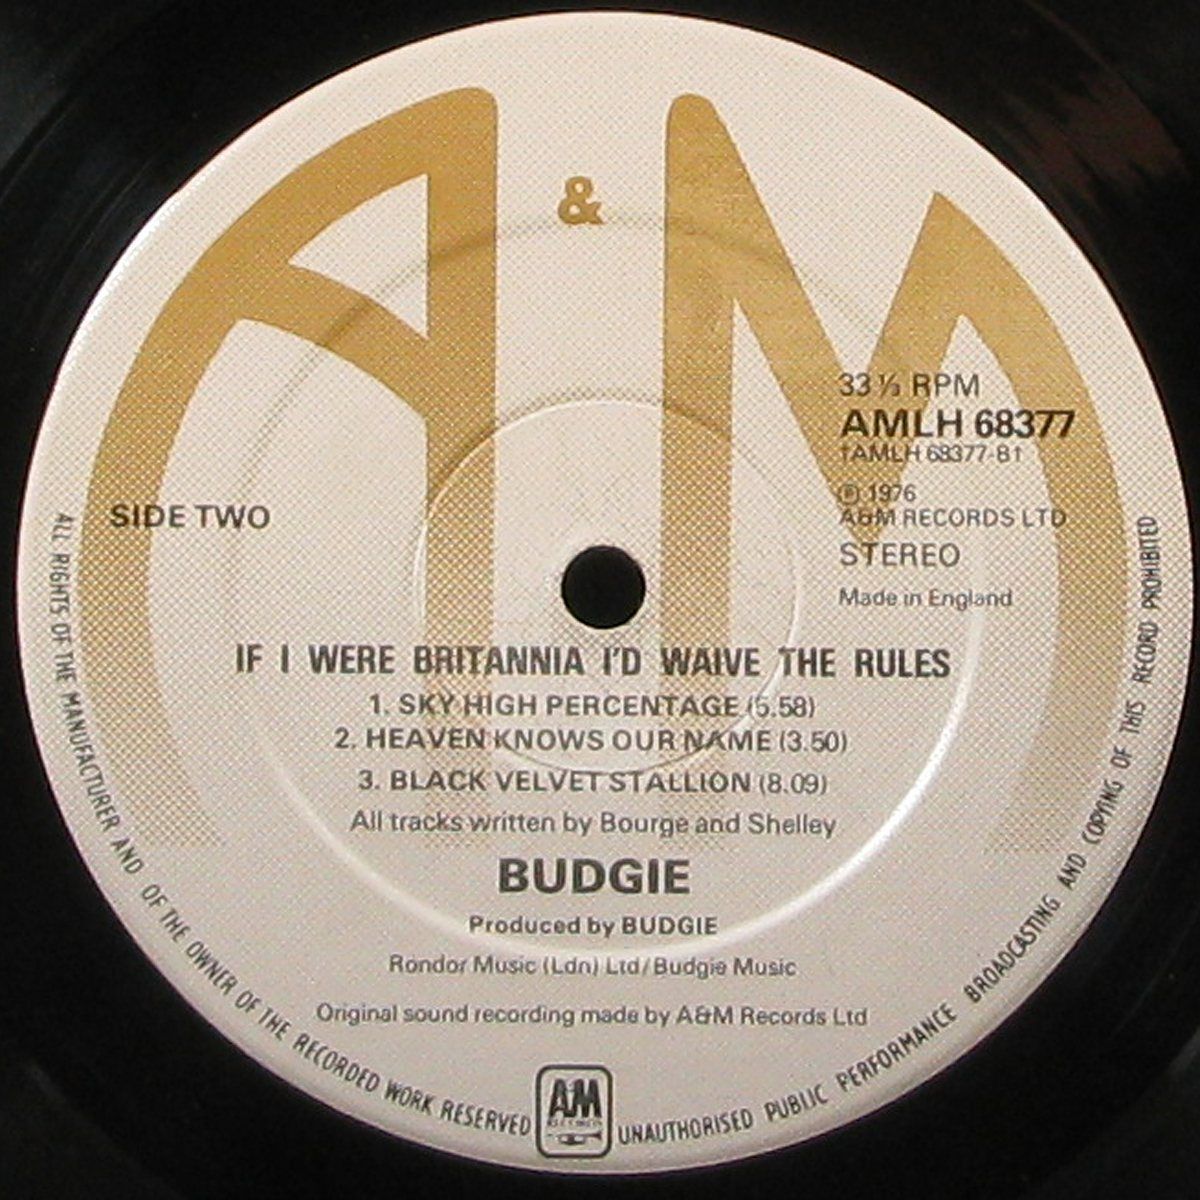 A & M
33⅓ RPM
AMLH 68377
†AMLH 68377-B†
℗ 1976
A&M RECORDS LTD
STEREO
Made in England
SIDE TWO
IF I WERE BRITANNIA I'D WAIVE THE RULES
1. SKY HIGH PERCENTAGE (5.58)
2. HEAVEN KNOWS OUR NAME (3.50)
3. BLACK VELVET STALLION (8.09)
All tracks written by Bourge and Shelley
BUDGIE
Produced by BUDGIE
Rondor Music (Ldn) Ltd/Budgie Music
Original sound recording made by A&M Records Ltd
ALL RIGHTS OF THE MANUFACTURER AND OF THE OWNER OF THE RECORDED WORK RESERVED
A&M
RECORDS
UNAUTHORISED PUBLIC PERFORMANCE BROADCASTING AND COPYING OF THIS RECORD PROHIBITED